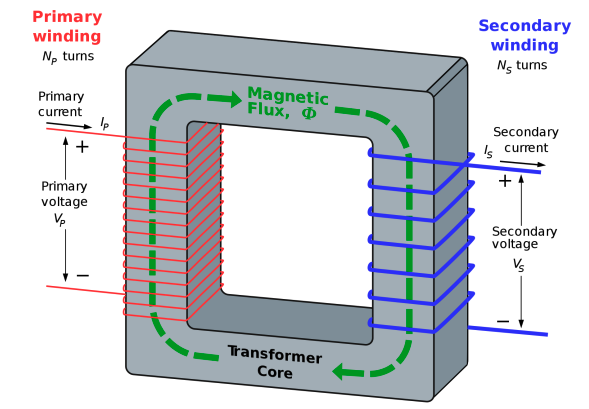 Primary
winding
NP turns
Secondary
winding
NS turns
Magnetic
Flux, Φ
Primary
current
IP
+
Primary
voltage
VP
−
Secondary
current
IS
+
Secondary
voltage
VS
−
Transformer
Core